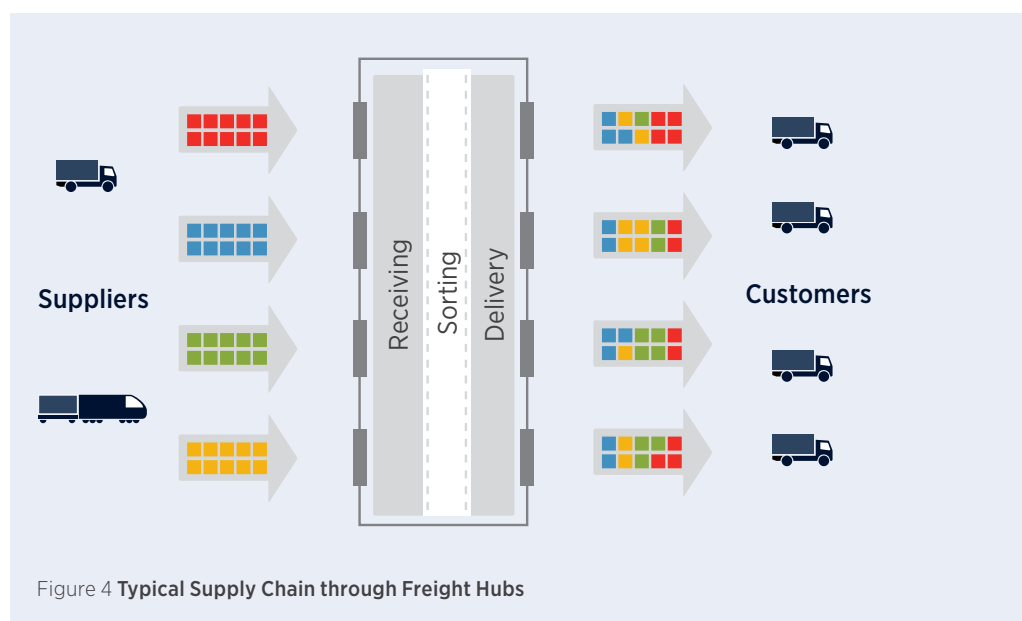 Suppliers
Receiving
Sorting
Delivery
Customers
Figure 4 Typical Supply Chain through Freight Hubs